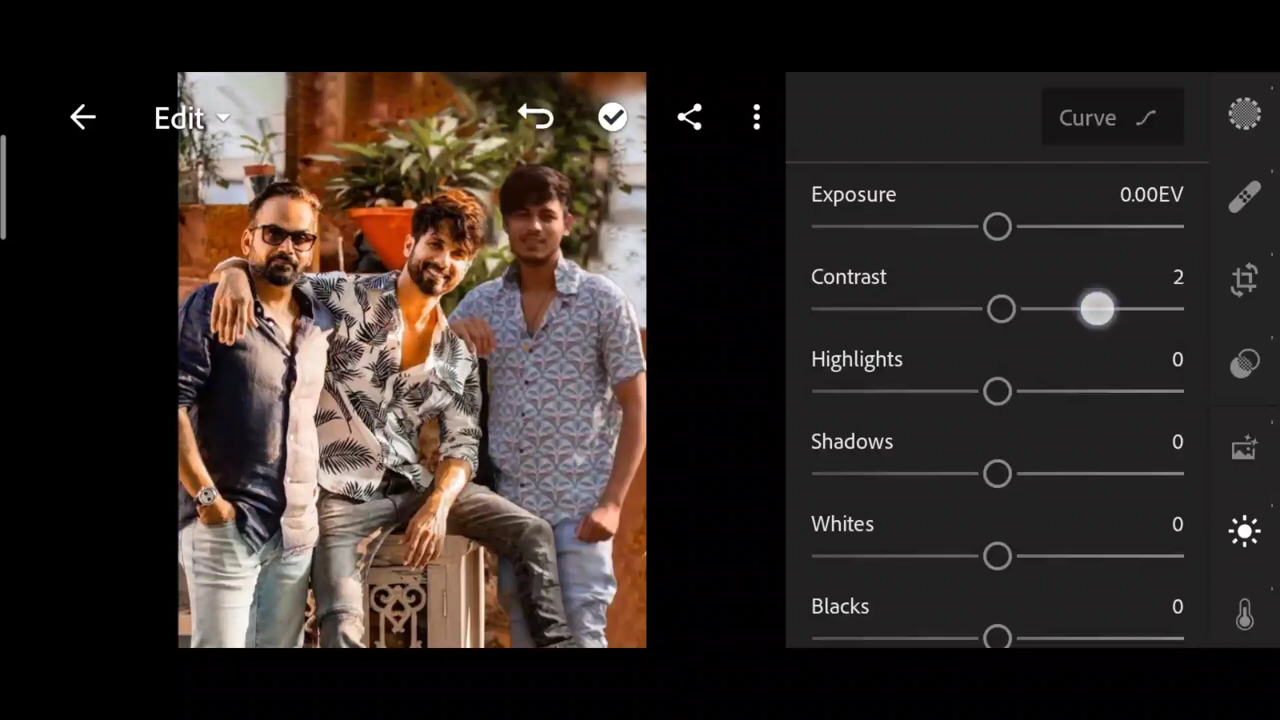 Edit
Curve
Exposure 0.00EV
Contrast 2
Highlights 0
Shadows 0
Whites 0
Blacks 0